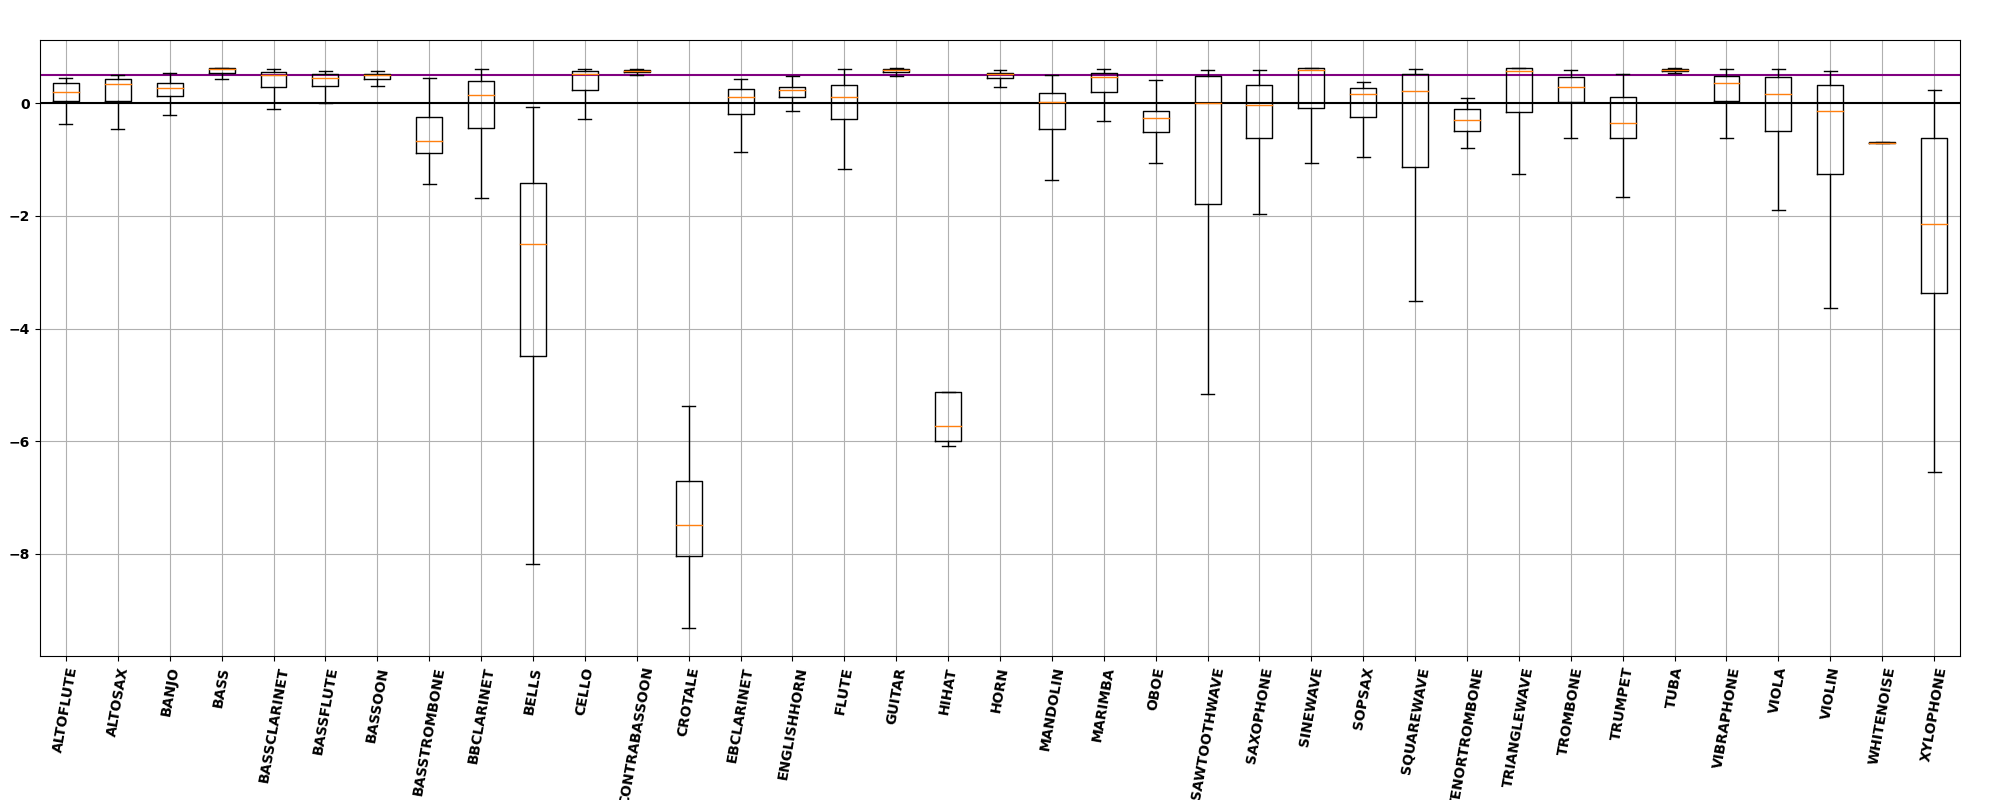 0
−2
−4
−6
−8
ALTOFLUTE
ALTOSAX
BANJO
BASS
BASSCLARINET
BASSFLUTE
BASSOON
BASSTROMBONE
BBCLARINET
BELLS
CELLO
CONTRABASSOON
CROTALE
EBCLARINET
ENGLISHHORN
FLUTE
GUITAR
HIHAT
HORN
MANDOLIN
MARIMBA
OBOE
SAWTOOTHWAVE
SAXOPHONE
SINEWAVE
SOPSAX
SQUAREWAVE
TENORTROMBONE
TRIANGLEWAVE
TROMBONE
TRUMPET
TUBA
VIBRAPHONE
VIOLA
VIOLIN
WHITENOISE
XYLOPHONE